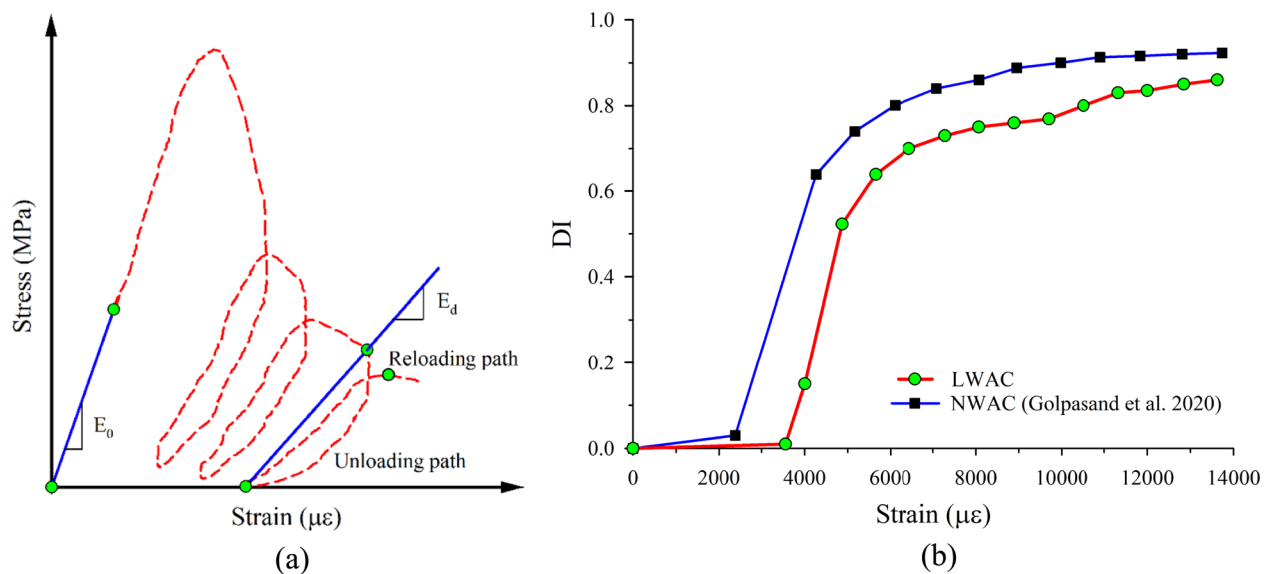 Stress (MPa)
E0
Ed
Reloading path
Unloading path
Strain (με)
(a)
DI
1.0
0.8
0.6
0.4
0.2
0.0
LWAC
NWAC (Golpasand et al. 2020)
0 2000 4000 6000 8000 10000 12000 14000
Strain (με)
(b)